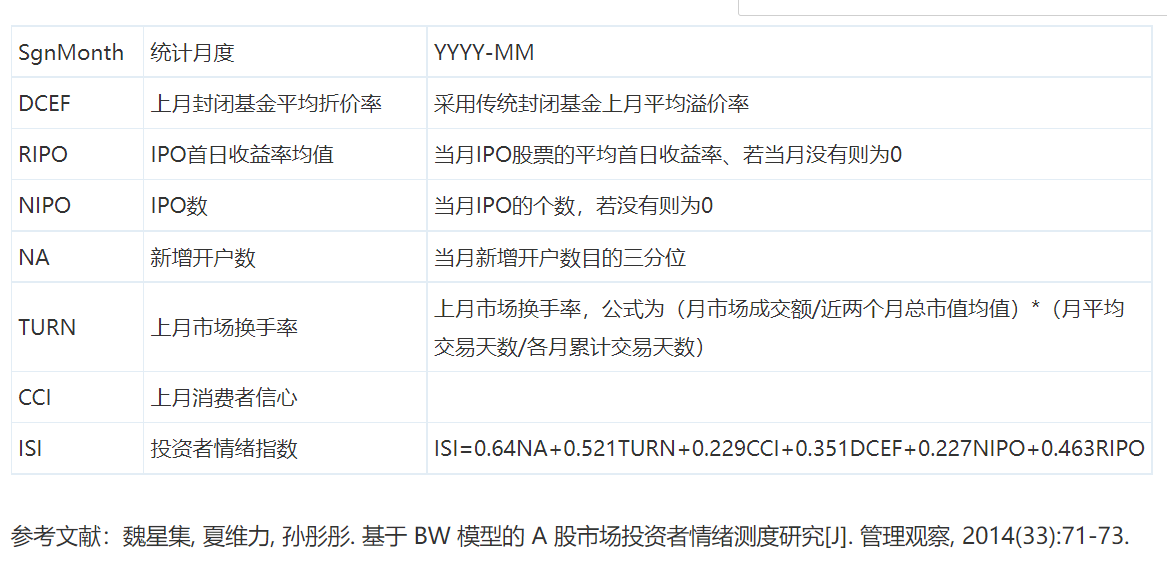 SgnMonth 统计月度 YYYY-MM
DCEF 上月封闭基金平均折价率 采用传统封闭基金上月平均溢价率
RIPO IPO首日收益率均值 当月IPO股票的平均首日收益率、若当月没有则为0
NIPO IPO数 当月IPO的个数，若没有则为0
NA 新增开户数 当月新增开户数目的三分位
TURN 上月市场换手率 上月市场换手率，公式为（月市场成交额/近两个月总市值均值）*（月平均
交易天数/各月累计交易天数）
CCI 上月消费者信心
ISI 投资者情绪指数 ISI=0.64NA+0.521TURN+0.229CCI+0.351DCEF+0.227NIPO+0.463RIPO
参考文献：魏星集, 夏维力, 孙彤彤. 基于 BW 模型的 A 股市场投资者情绪测度研究[J]. 管理观察, 2014(33):71-73.